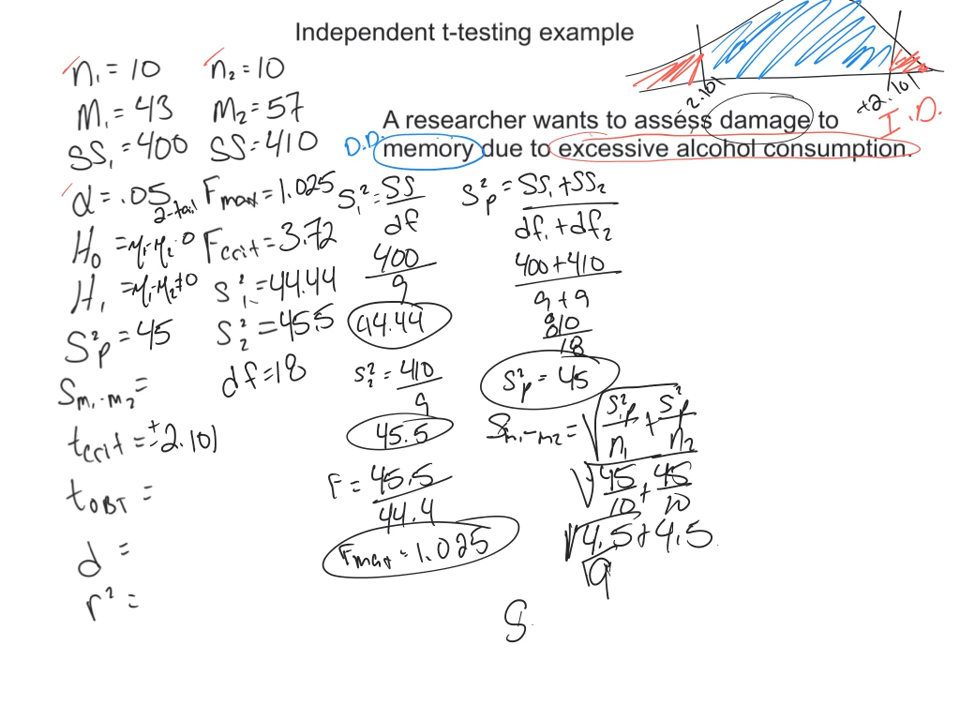 Independent t-testing example
-2.101
+2.101
A researcher wants to assess damage to
memory due to excessive alcohol consumption.
D.D.
I.D.
n₁ = 10 n₂ = 10
M₁ = 43 M₂ = 57
SS₁ = 400 SS = 410
α = .05 2-tail Fmax = 1.025
H₀ = M₁-M₂=0 Fcrit = 3.72
H₁ = M₁-M₂≠0 S²₁ = 44.44
S²p = 45 S²₂ = 45.5
Sm₁-m₂ = df = 18
tcrit = ±2.101
tOBT =
d =
r² =
S²₁ = SS
df
400
9
44.44
S²₂ = 410
9
45.5
F = 45.5
44.4
Fmax = 1.025
S²p = SS₁ + SS₂
df₁ + df₂
400 + 410
9 + 9
810
18
S²p = 45
Sm₁-m₂ = √ S²p/n₁ + S²p/n₂
√ 45/10 + 45/10
√4.5 + 4.5
√9
S